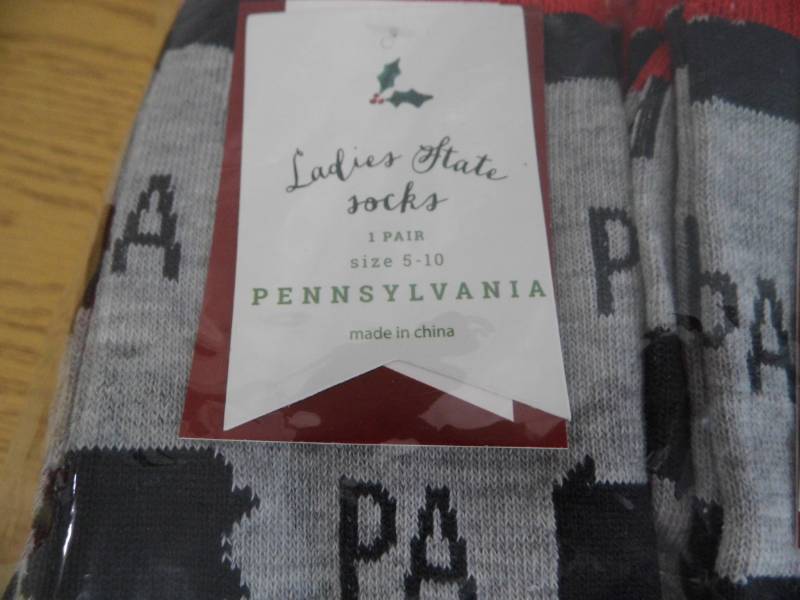 Ladies State
socks
1 PAIR
size 5-10
PENNSYLVANIA
made in china
A
P
PA
PA